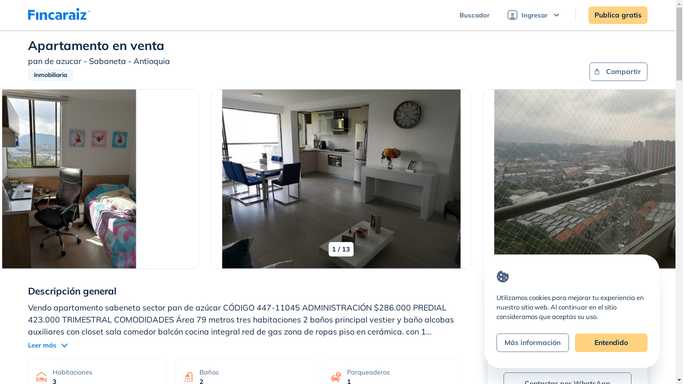 Fincaraiz
Buscador
Ingresar
Publica gratis
Apartamento en venta
pan de azucar - Sabaneta - Antioquia
Inmobiliaria
Compartir
1 / 13
Descripción general
Vendo apartamento sabeneta sector pan de azúcar CÓDIGO 447-11045 ADMINISTRACIÓN $286.000 PREDIAL
423.000 TRIMESTRAL COMODIDADES Área 79 metros tres habitaciones 2 baños principal vestier y baño alcobas
auxiliares con closet sala comedor balcón cocina integral red de gas zona de ropas piso en cerámica. con 1...
Leer más
Habitaciones
3
Baños
2
Parqueaderos
1
Utilizamos cookies para mejorar tu experiencia en
nuestro sitio web. Al continuar en el sitio
consideramos que aceptas su uso.
Más información
Entendido
Contactar por WhatsApp